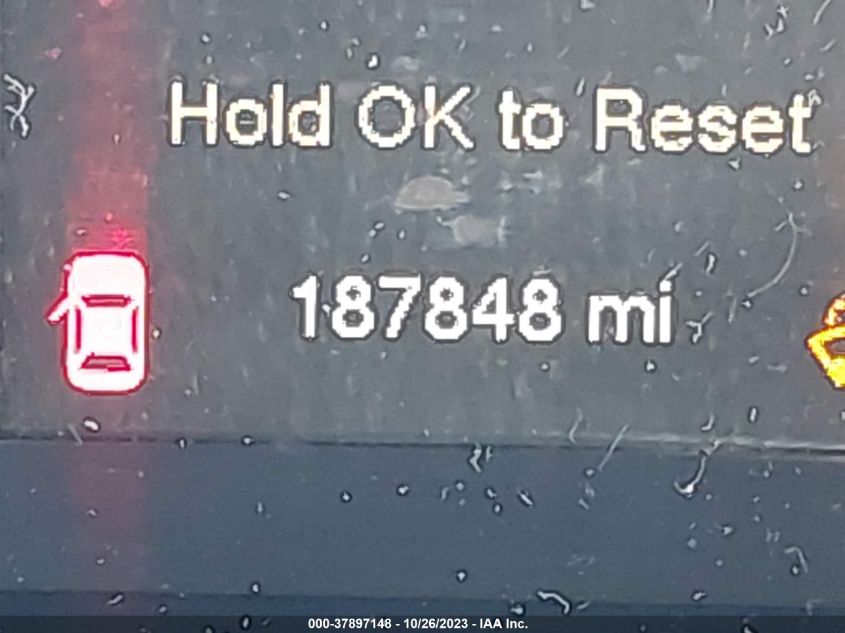 Hold OK to Reset
187848 mi
000-37897148 - 10/26/2023 - IAA Inc.